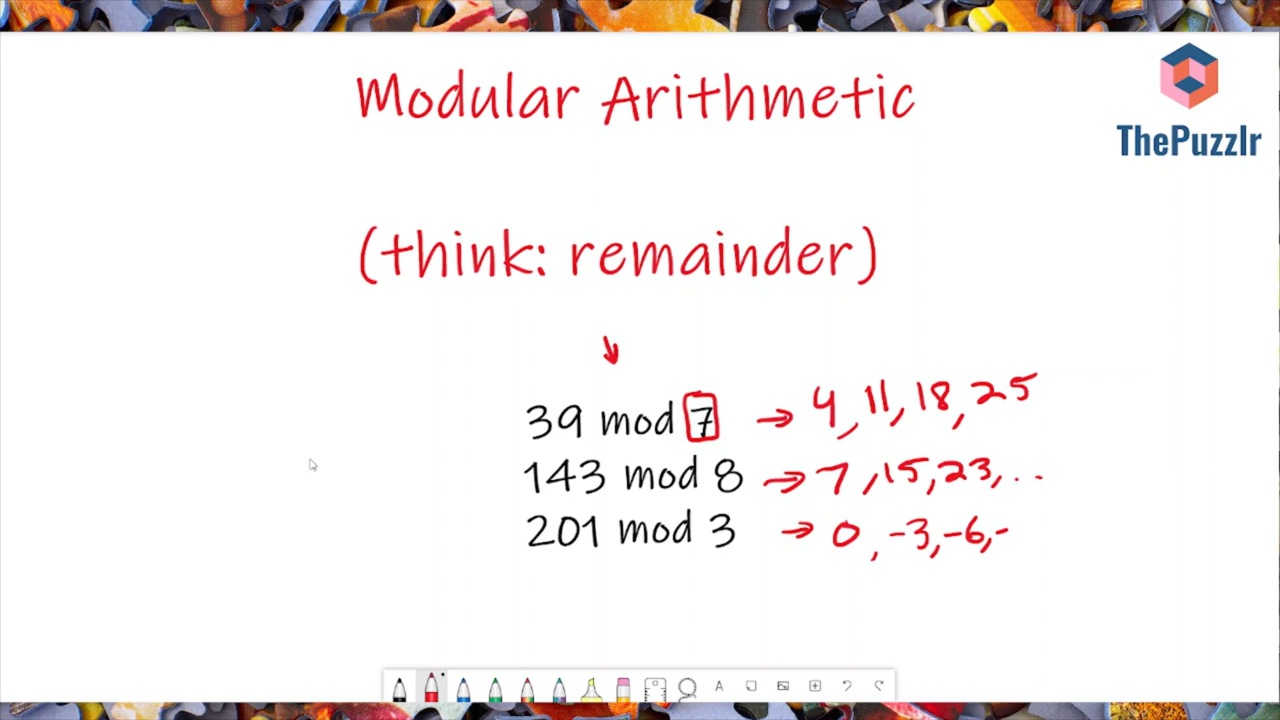 Modular Arithmetic
ThePuzzlr
(think: remainder)
39 mod 7 → 4, 11, 18, 25
143 mod 8 → 7, 15, 23, ...
201 mod 3 → 0, -3, -6, -
A